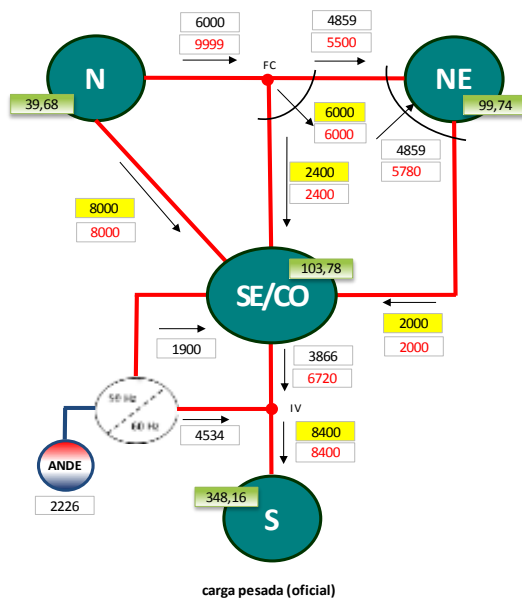 6000
9999
4859
5500
FC
N
39,68
NE
99,74
6000
6000
4859
5780
2400
2400
8000
8000
103,78
SE/CO
2000
2000
1900
3866
6720
50 Hz
60 Hz
IV
4534
8400
8400
ANDE
2226
348,16
S
carga pesada (oficial)